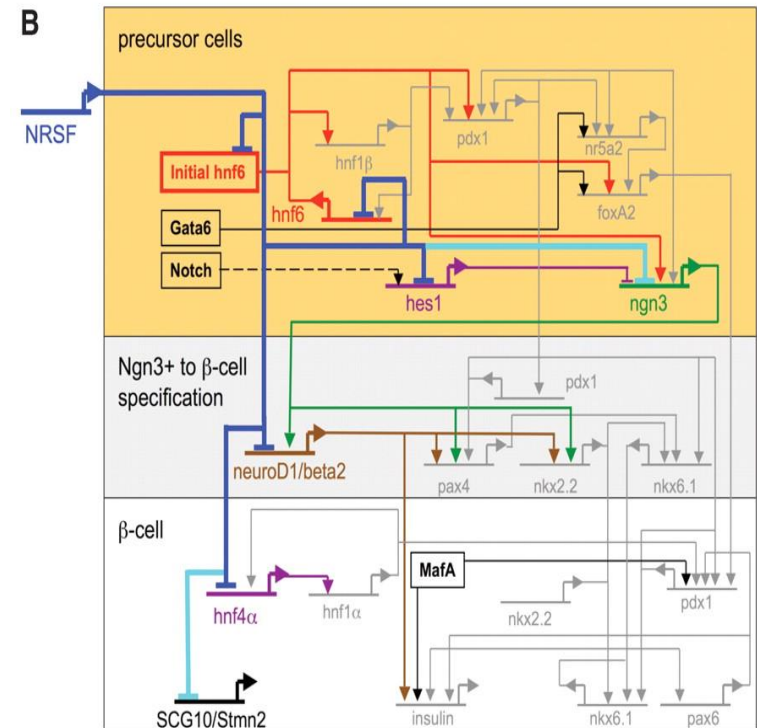 B
precursor cells
NRSF
Initial hnf6
hnf1β
pdx1
nr5a2
hnf6
foxA2
Gata6
Notch
hes1
ngn3
Ngn3+ to β-cell
specification
pdx1
neuroD1/beta2
pax4
nkx2.2
nkx6.1
β-cell
MafA
hnf4α
hnf1α
nkx2.2
pdx1
SCG10/Stmn2
insulin
nkx6.1
pax6